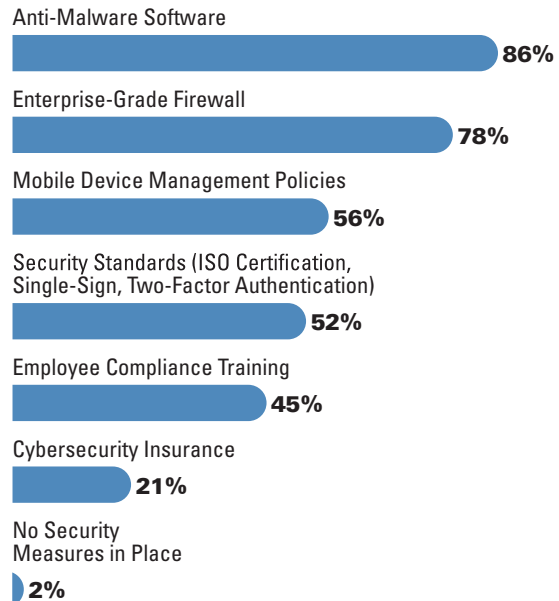 Anti-Malware Software
86%
Enterprise-Grade Firewall
78%
Mobile Device Management Policies
56%
Security Standards (ISO Certification,
Single-Sign, Two-Factor Authentication)
52%
Employee Compliance Training
45%
Cybersecurity Insurance
21%
No Security
Measures in Place
2%